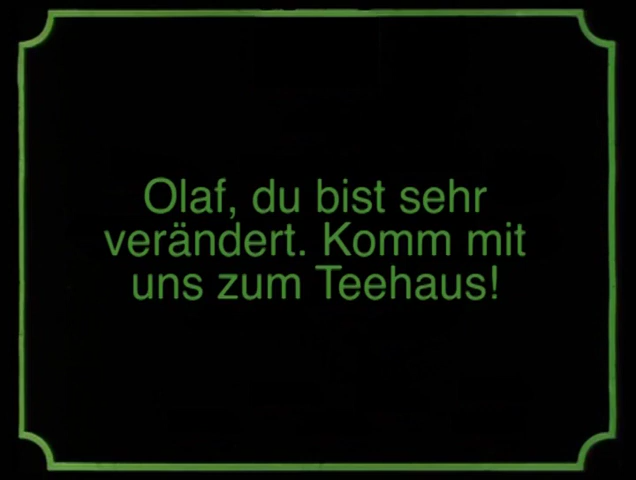 Olaf, du bist sehr
verändert. Komm mit
uns zum Teehaus!